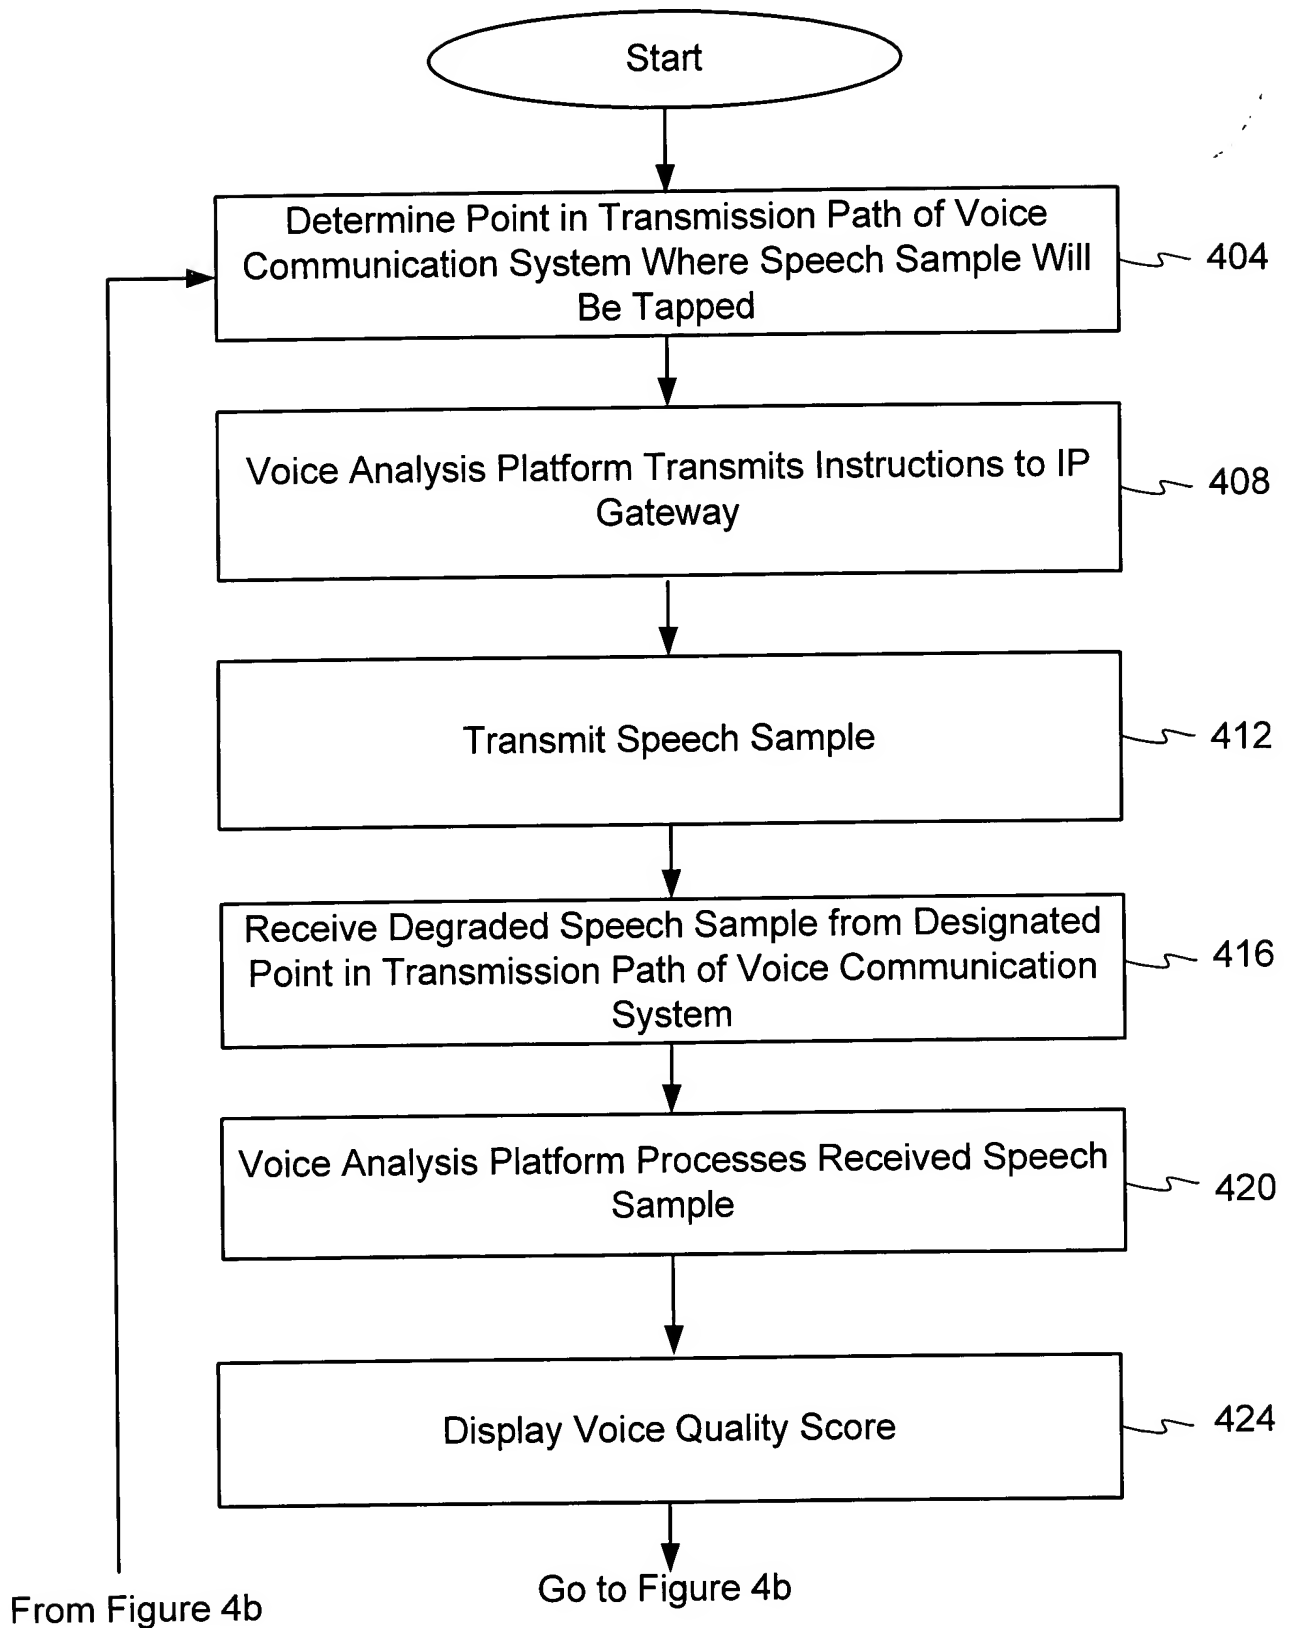 Start
Determine Point in Transmission Path of Voice
Communication System Where Speech Sample Will
Be Tapped
404
Voice Analysis Platform Transmits Instructions to IP
Gateway
408
Transmit Speech Sample
412
Receive Degraded Speech Sample from Designated
Point in Transmission Path of Voice Communication
System
416
Voice Analysis Platform Processes Received Speech
Sample
420
Display Voice Quality Score
424
Go to Figure 4b
From Figure 4b